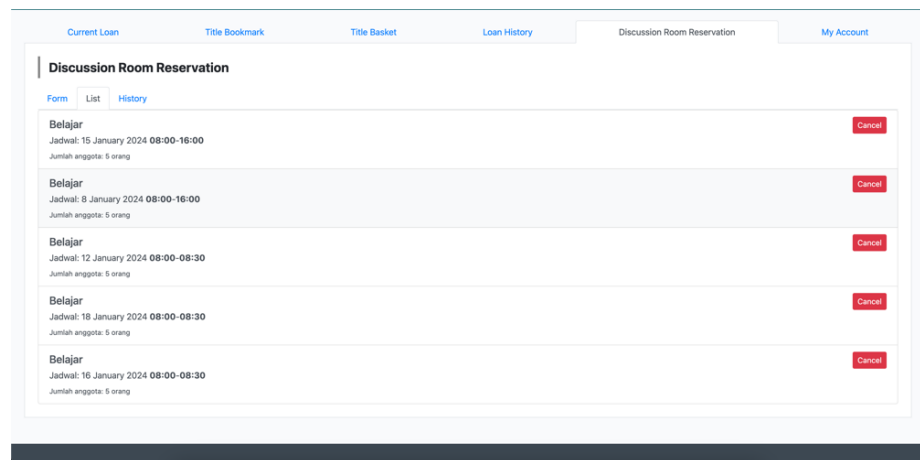 Current Loan Title Bookmark Title Basket Loan History Discussion Room Reservation My Account
Discussion Room Reservation
Form List History
Belajar Cancel
Jadwal: 15 January 2024 08:00-16:00
Jumlah anggota: 5 orang
Belajar Cancel
Jadwal: 8 January 2024 08:00-16:00
Jumlah anggota: 5 orang
Belajar Cancel
Jadwal: 12 January 2024 08:00-08:30
Jumlah anggota: 5 orang
Belajar Cancel
Jadwal: 18 January 2024 08:00-08:30
Jumlah anggota: 5 orang
Belajar Cancel
Jadwal: 16 January 2024 08:00-08:30
Jumlah anggota: 5 orang